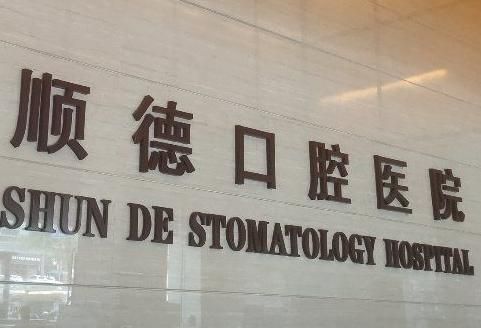 顺德口腔医院
SHUN DE STOMATOLOGY HOSPITAL